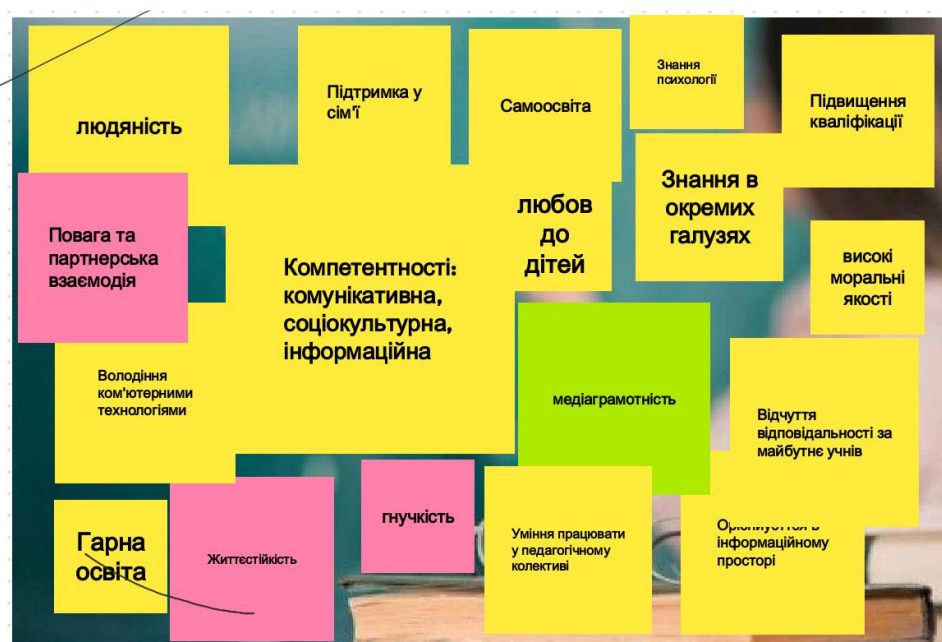 людяність
Підтримка у
сім'ї
Самоосвіта
Знання
психології
Підвищення
кваліфікації
Повага та
партнерська
взаємодія
Компетентності:
комунікативна,
соціокультурна,
інформаційна
любов
до
дітей
Знання в
окремих
галузях
високі
моральні
якості
Володіння
ком'ютерними
технологіями
медіаграмотність
Відчуття
відповідальності за
майбутнє учнів
Гарна
освіта
Життєстійкість
гнучкість
Уміння працювати
у педагогічному
колективі
в
інформаційному
просторі